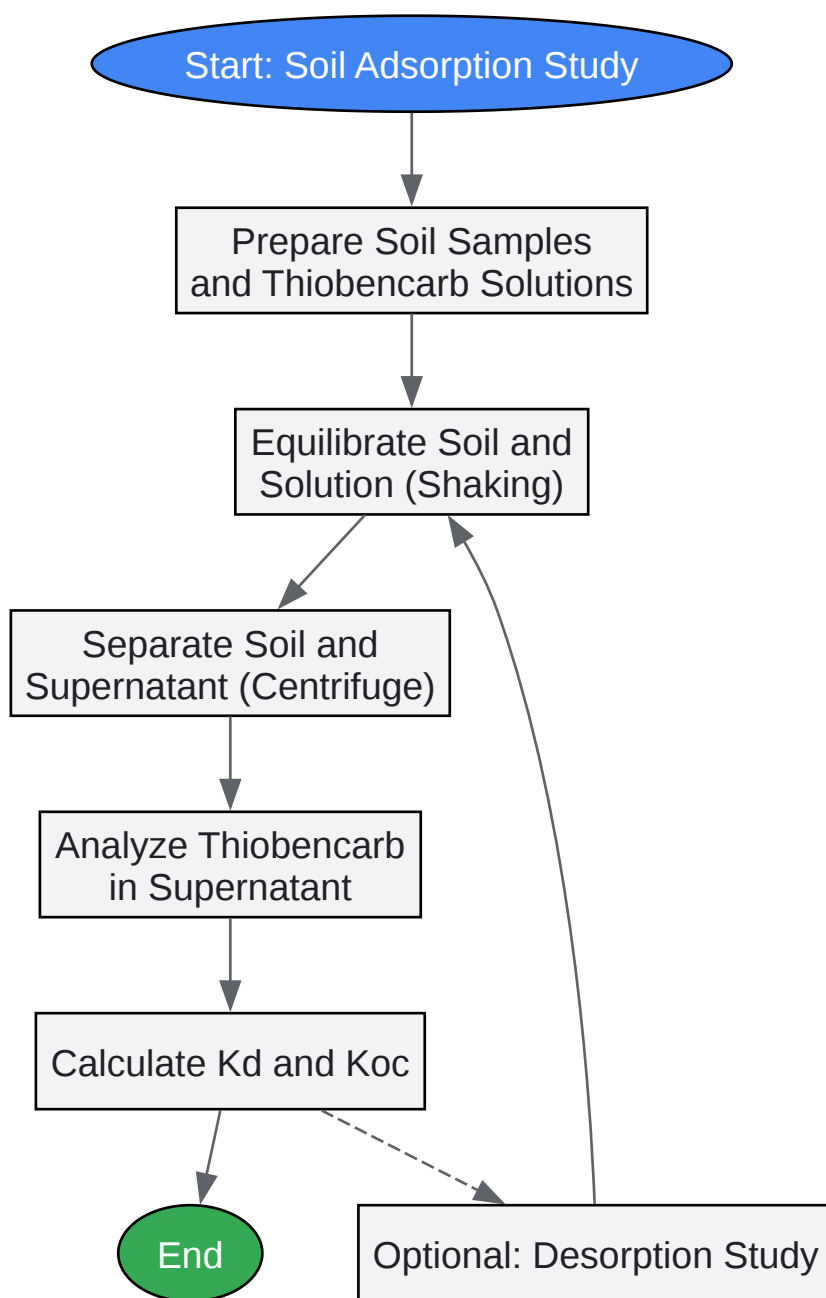 Start: Soil Adsorption Study
Prepare Soil Samples
and Thiobencarb Solutions
Equilibrate Soil and
Solution (Shaking)
Separate Soil and
Supernatant (Centrifuge)
Analyze Thiobencarb
in Supernatant
Calculate Kd and Koc
End
Optional: Desorption Study